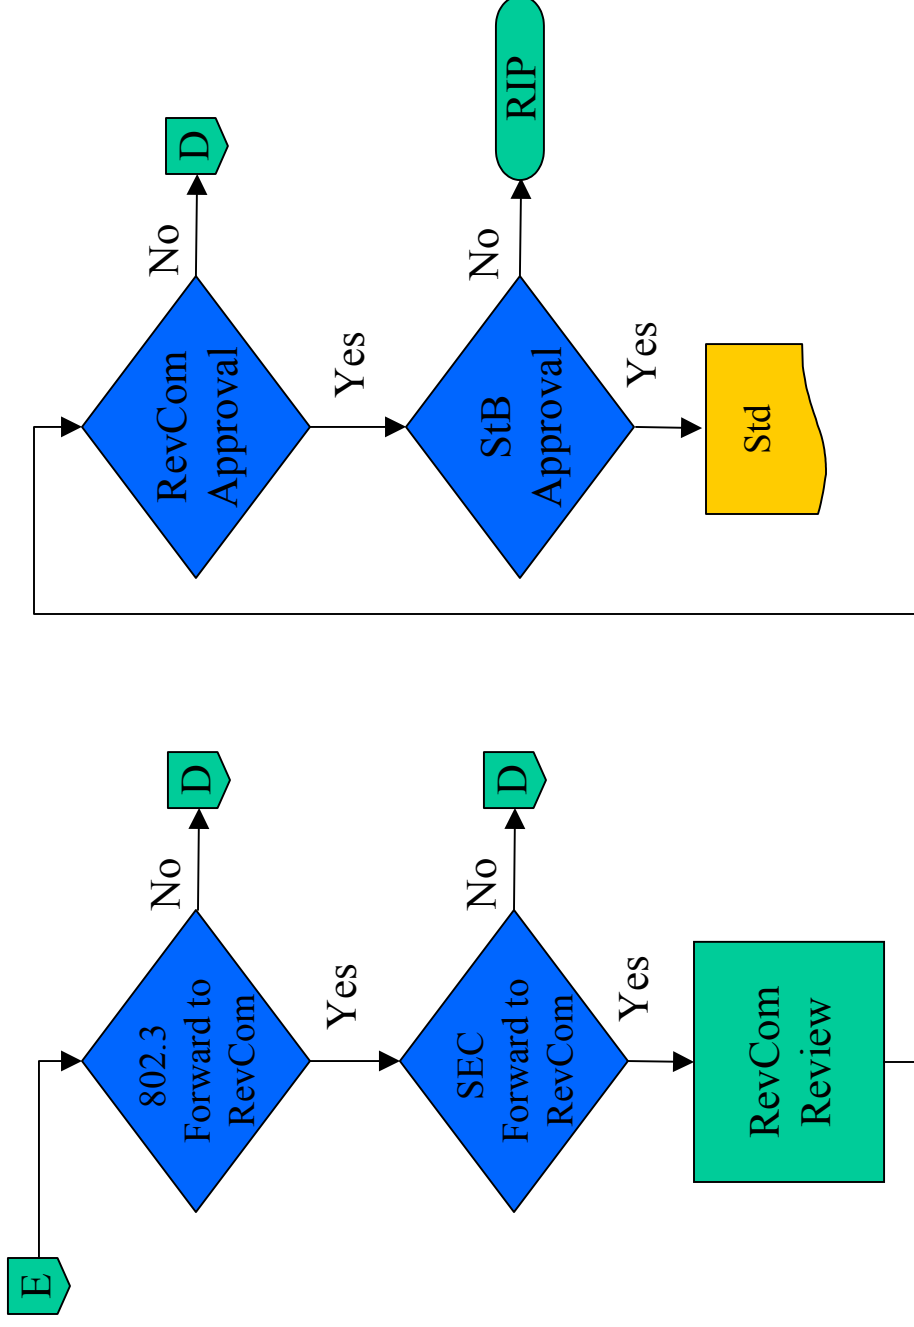 E
802.3
Forward to
RevCom
No
D
Yes
SEC
Forward to
RevCom
No
D
Yes
RevCom
Review
RevCom
Approval
No
D
Yes
StB
Approval
No
RIP
Yes
Std